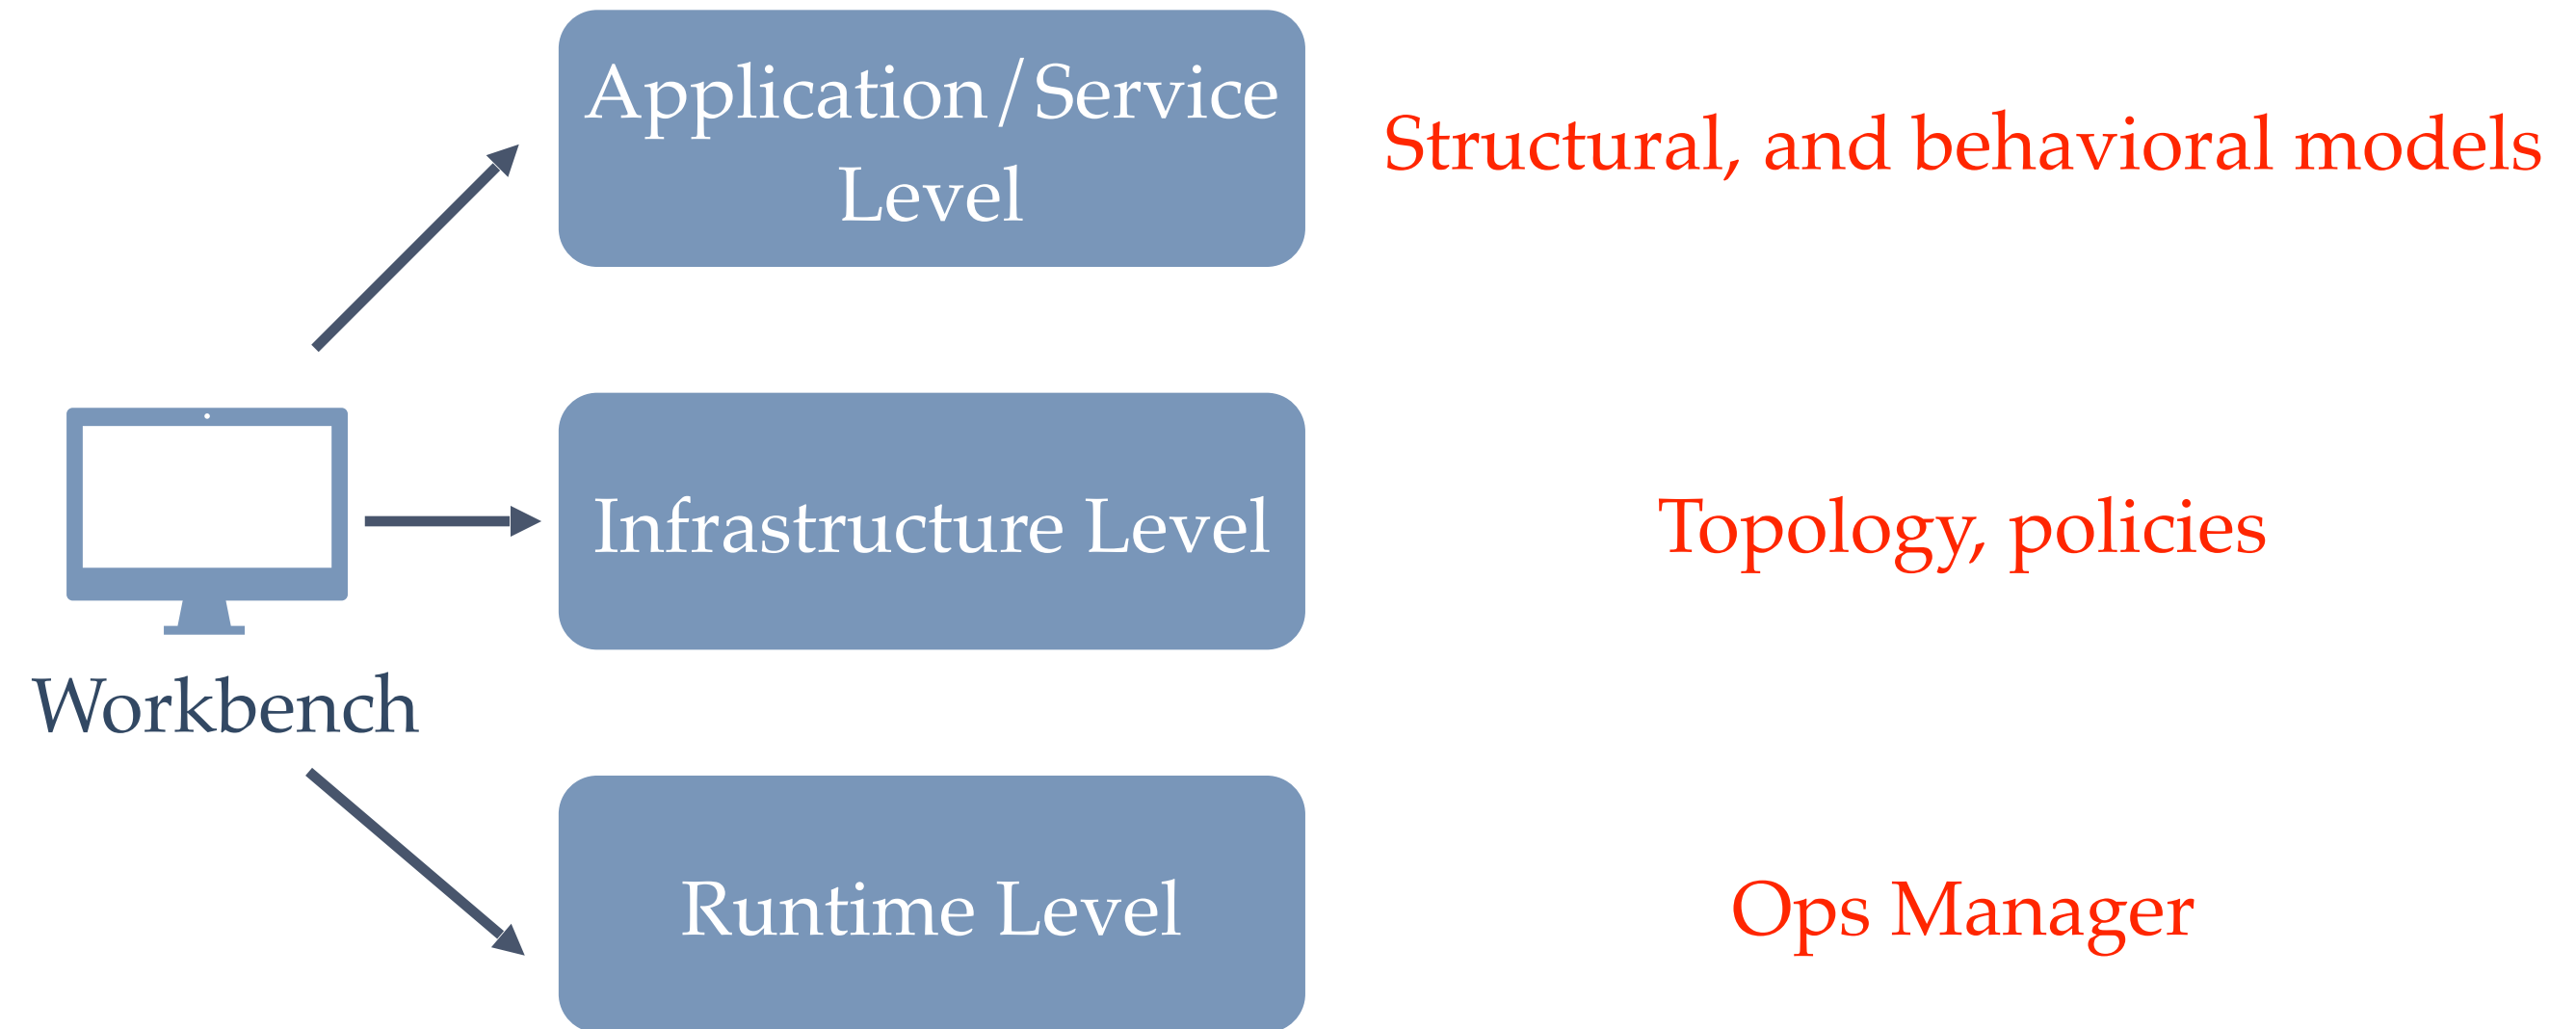 Application/Service
Level
Structural, and behavioral models
Infrastructure Level
Topology, policies
Workbench
Runtime Level
Ops Manager